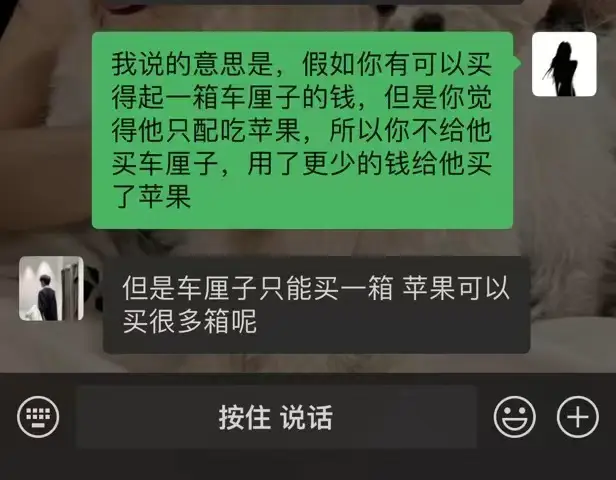 我说的意思是，假如你有可以买
得起一箱车厘子的钱，但是你觉
得他只配吃苹果，所以你不给他
买车厘子，用了更少的钱给他买
了苹果
但是车厘子只能买一箱 苹果可以
买很多箱呢
按住 说话